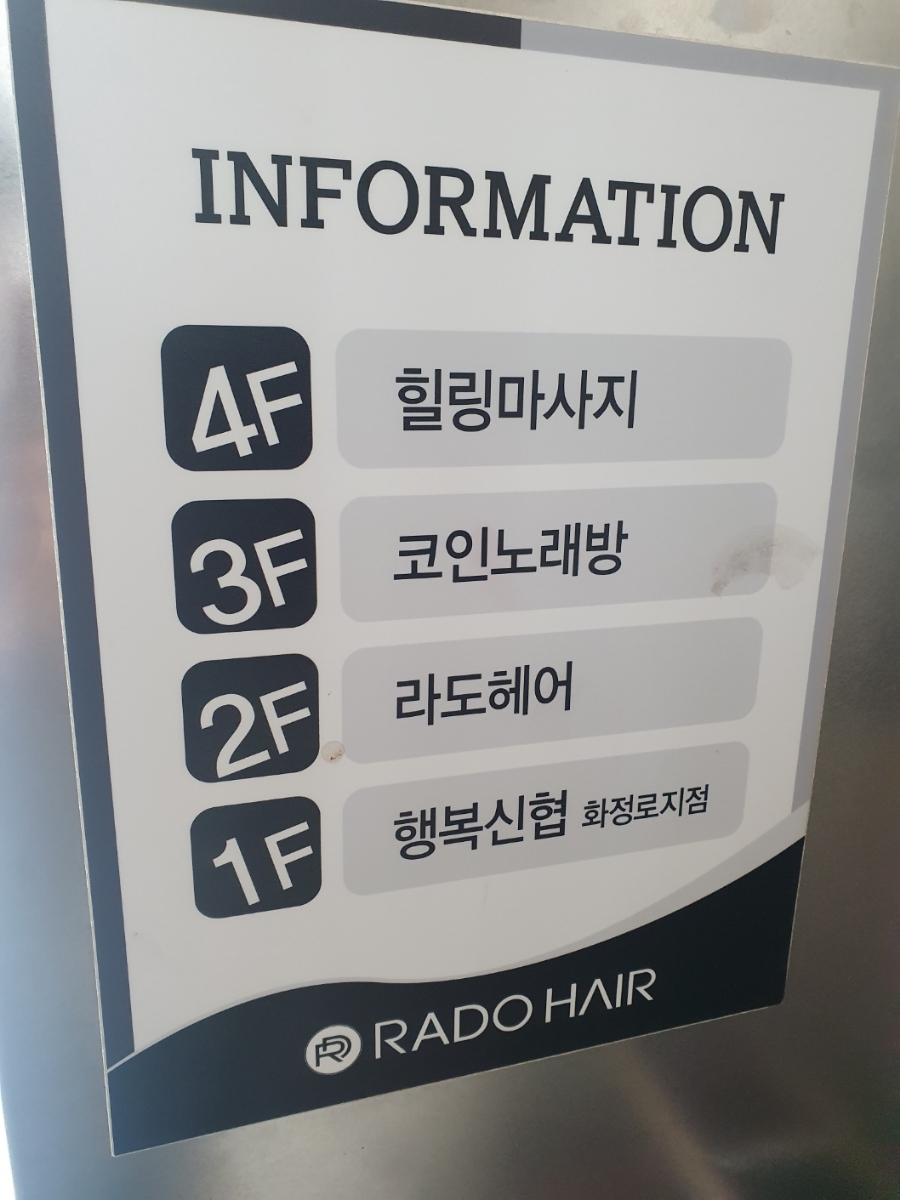 INFORMATION
4F 힐링마사지
3F 코인노래방
2F 라도헤어
1F 행복신협 화정로지점
RADO HAIR